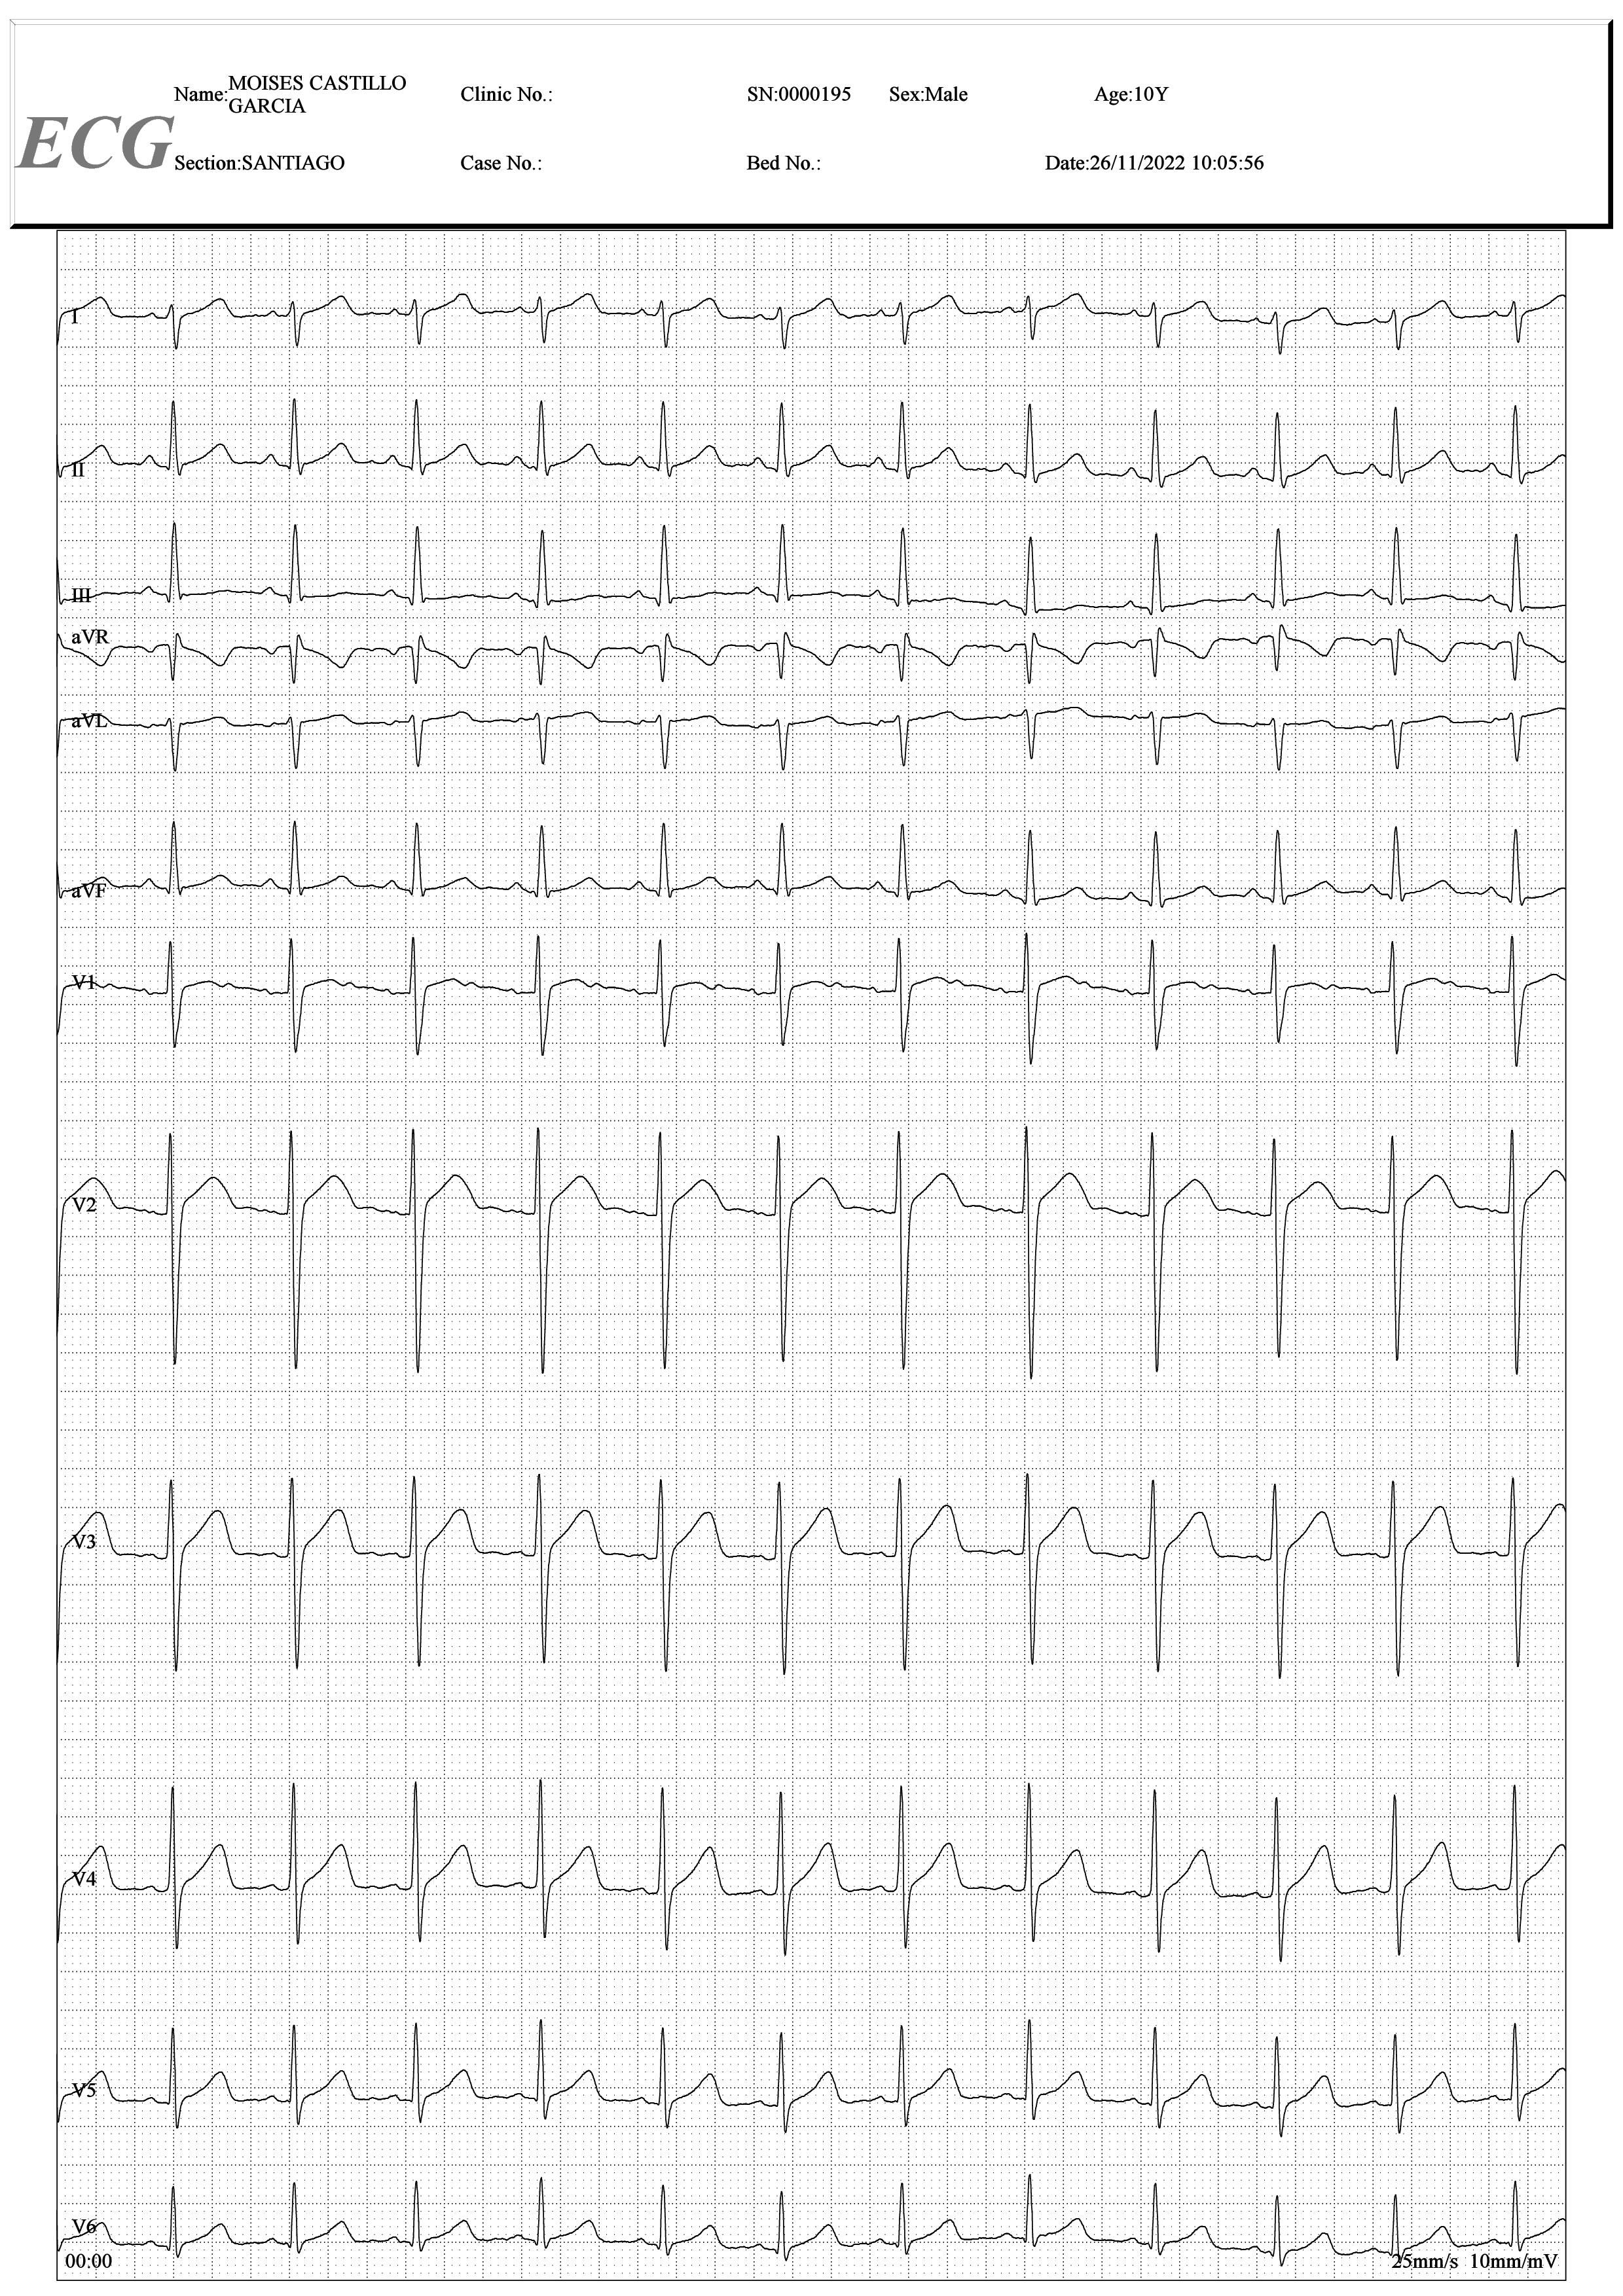 ECG
Name:MOISES CASTILLO GARCIA Clinic No.: SN:0000195 Sex:Male Age:10Y
Section:SANTIAGO Case No.: Bed No.: Date:26/11/2022 10:05:56
I
II
III
aVR
aVL
aVF
V1
V2
V3
V4
V5
V6
00:00 25mm/s 10mm/mV